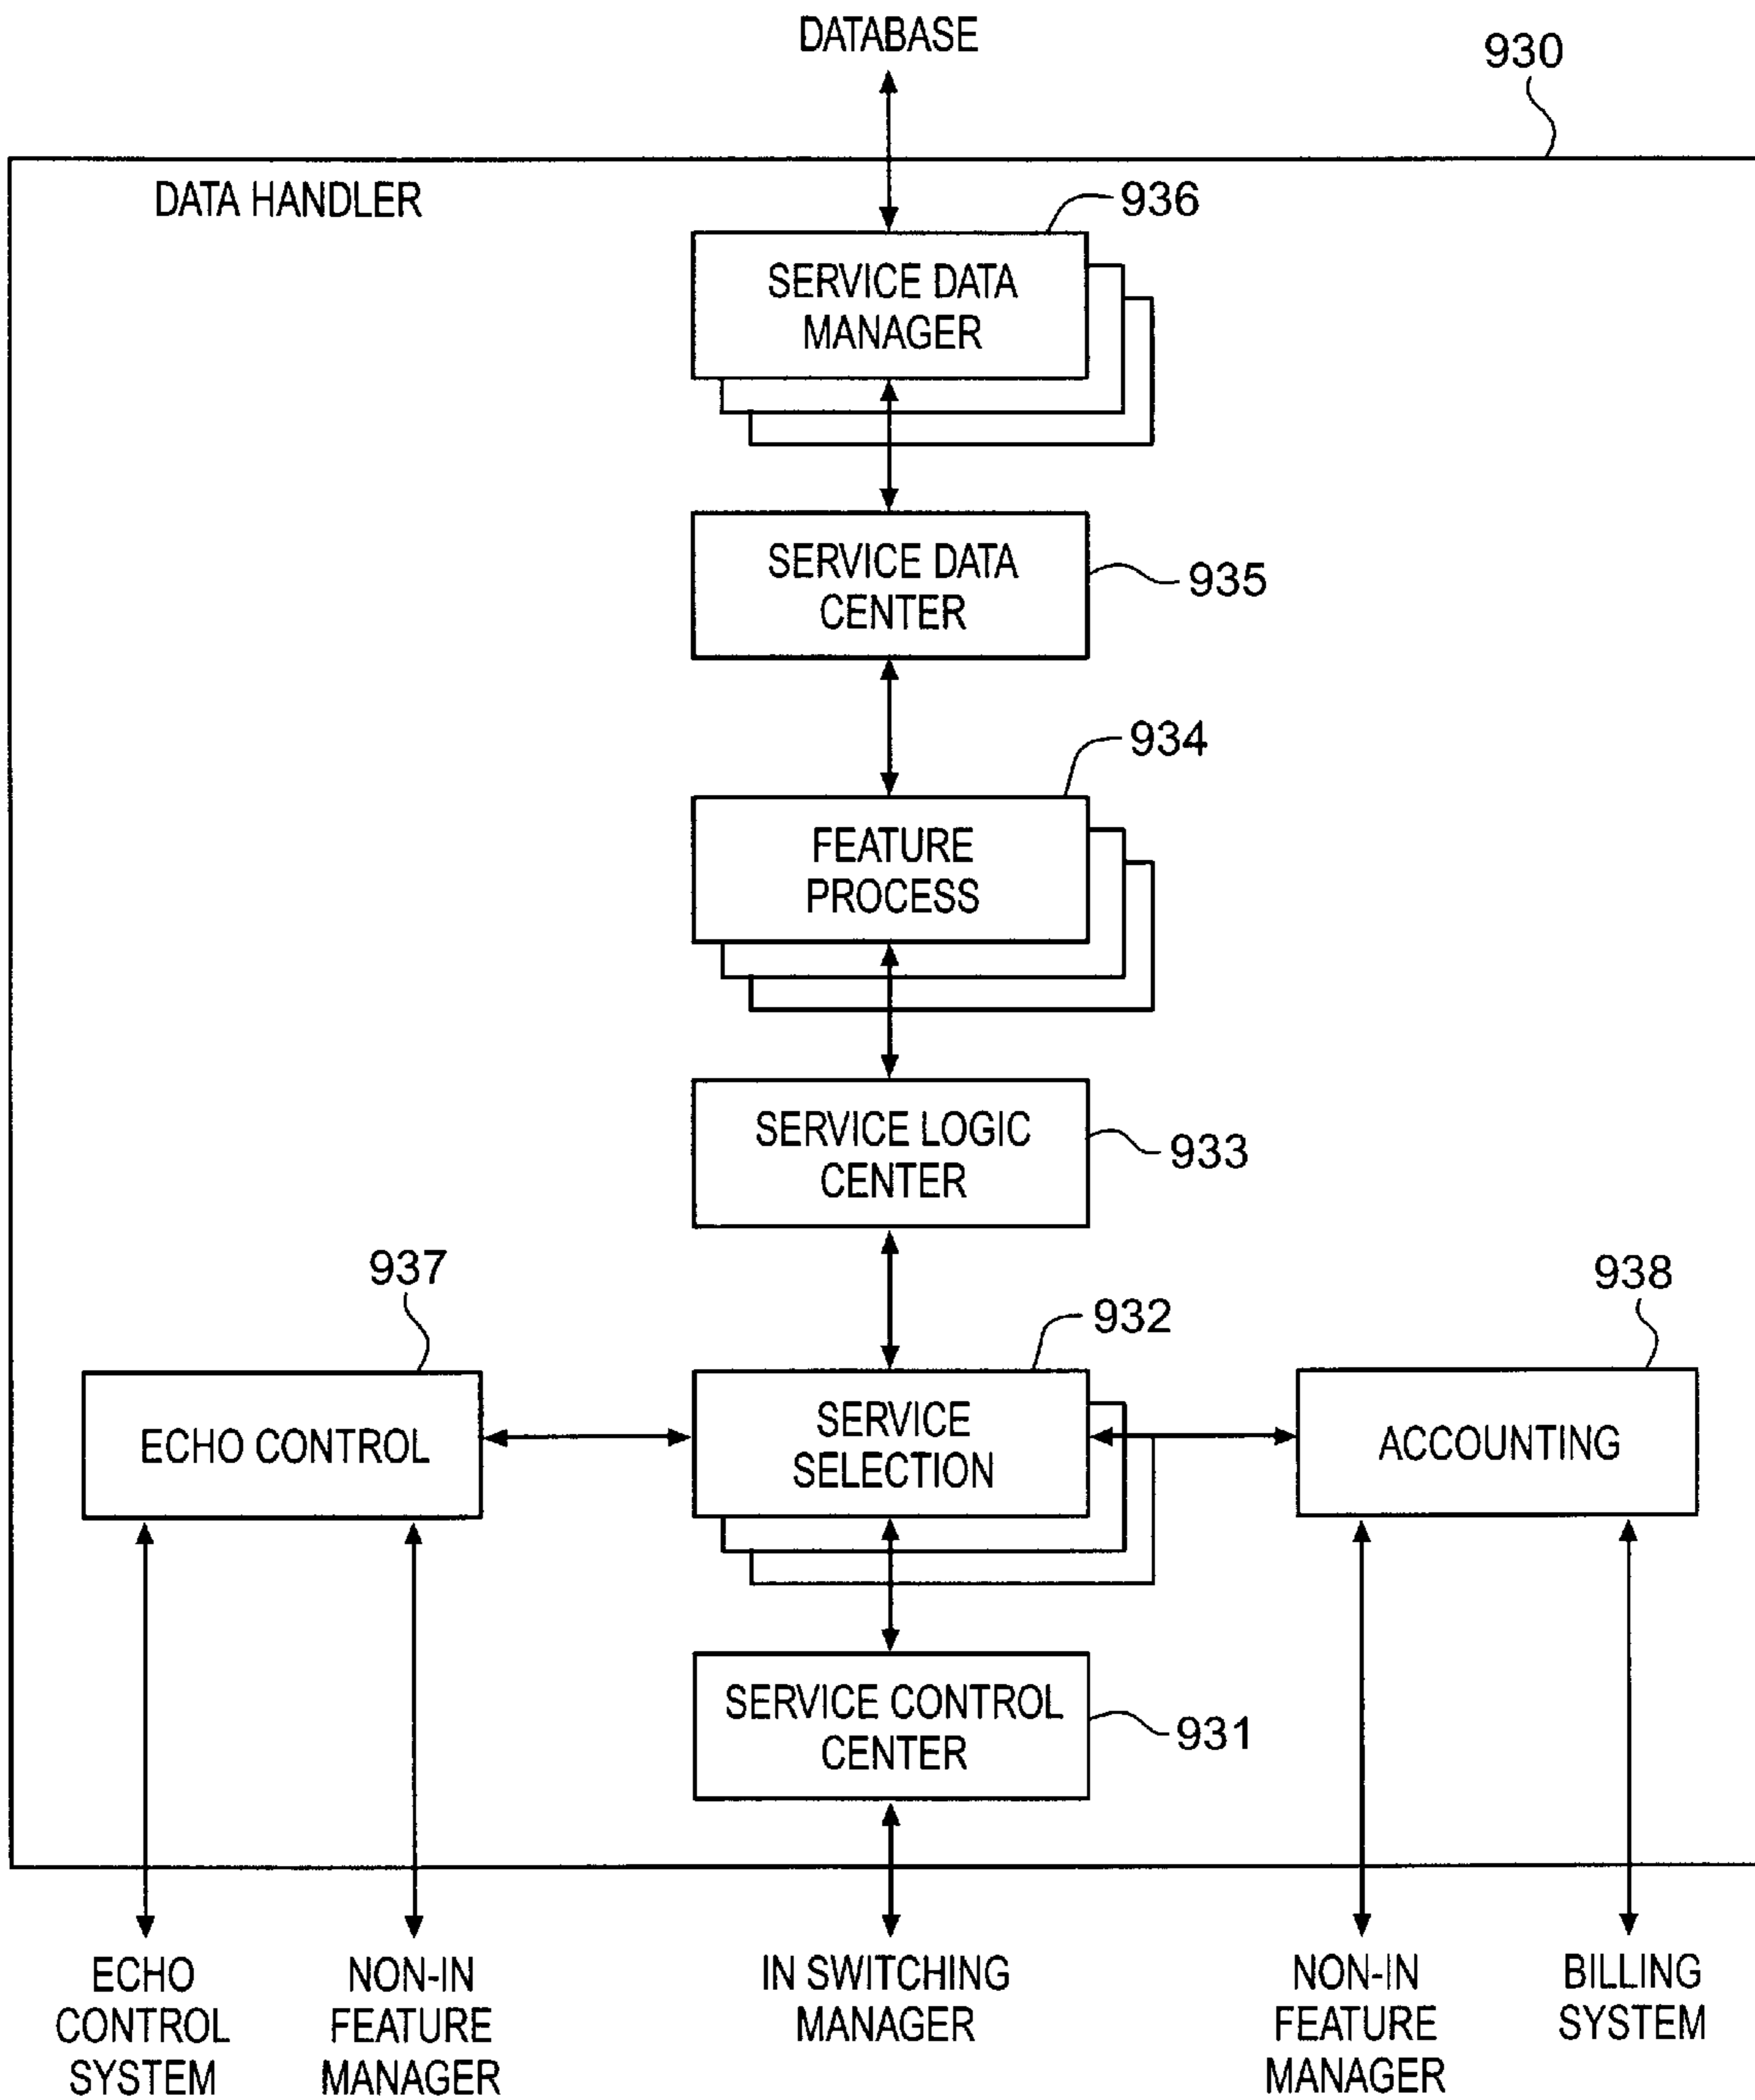 DATABASE
930
DATA HANDLER
936
SERVICE DATA
MANAGER
SERVICE DATA
CENTER
935
934
FEATURE
PROCESS
SERVICE LOGIC
CENTER
933
937
932
938
ECHO CONTROL
SERVICE
SELECTION
ACCOUNTING
SERVICE CONTROL
CENTER
931
ECHO
CONTROL
SYSTEM
NON-IN
FEATURE
MANAGER
IN SWITCHING
MANAGER
NON-IN
FEATURE
MANAGER
BILLING
SYSTEM